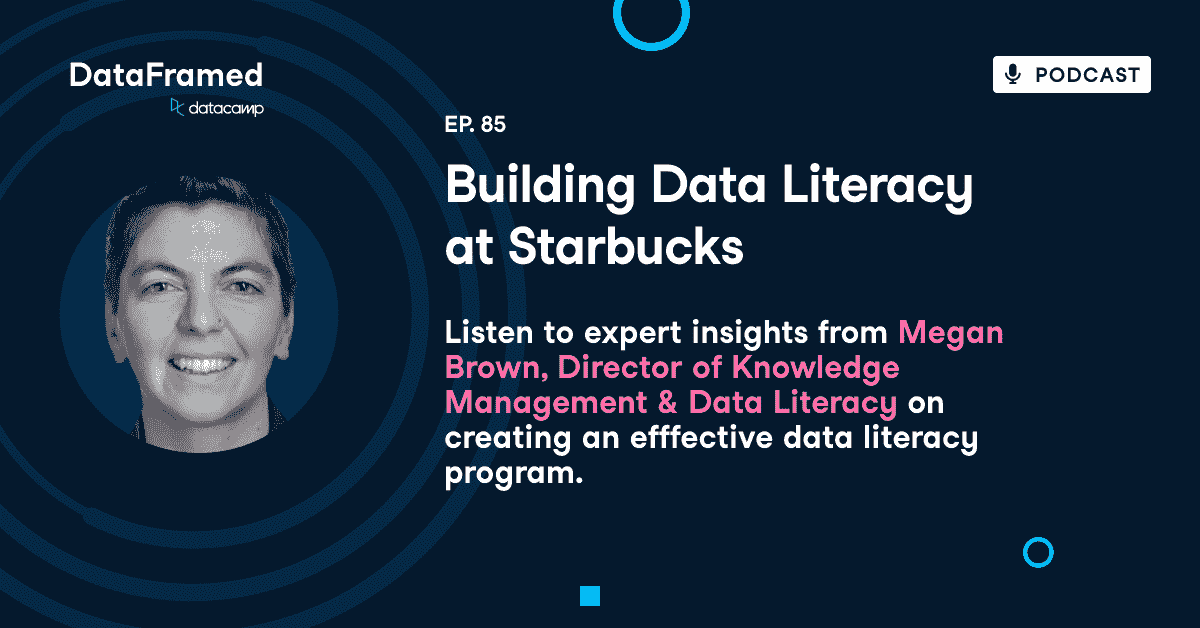 DataFramed
datacamp
PODCAST
EP. 85
Building Data Literacy
at Starbucks
Listen to expert insights from Megan
Brown, Director of Knowledge
Management & Data Literacy on
creating an efffective data literacy
program.